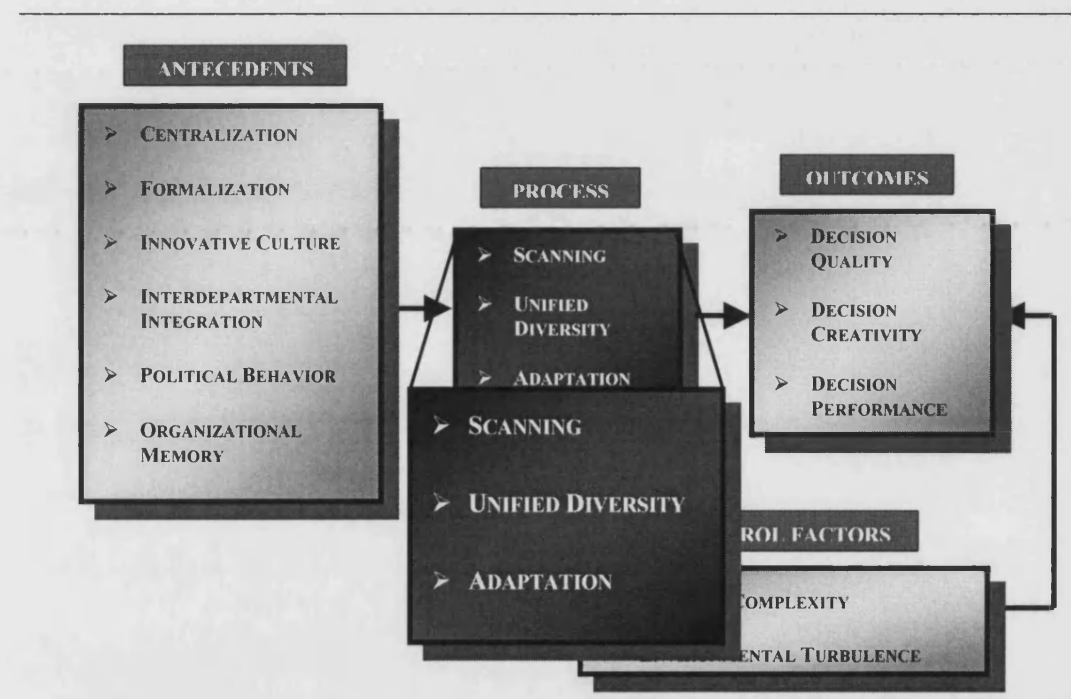 ANTECEDENTS
➢ CENTRALIZATION
➢ FORMALIZATION
➢ INNOVATIVE CULTURE
➢ INTERDEPARTMENTAL
INTEGRATION
➢ POLITICAL BEHAVIOR
➢ ORGANIZATIONAL
MEMORY
PROCESS
➢ SCANNING
➢ UNIFIED
DIVERSITY
➢ ADAPTATION
➢ SCANNING
➢ UNIFIED DIVERSITY
➢ ADAPTATION
OUTCOMES
➢ DECISION
QUALITY
➢ DECISION
CREATIVITY
➢ DECISION
PERFORMANCE
ROL FACTORS
COMPLEXITY
TURBULENCE